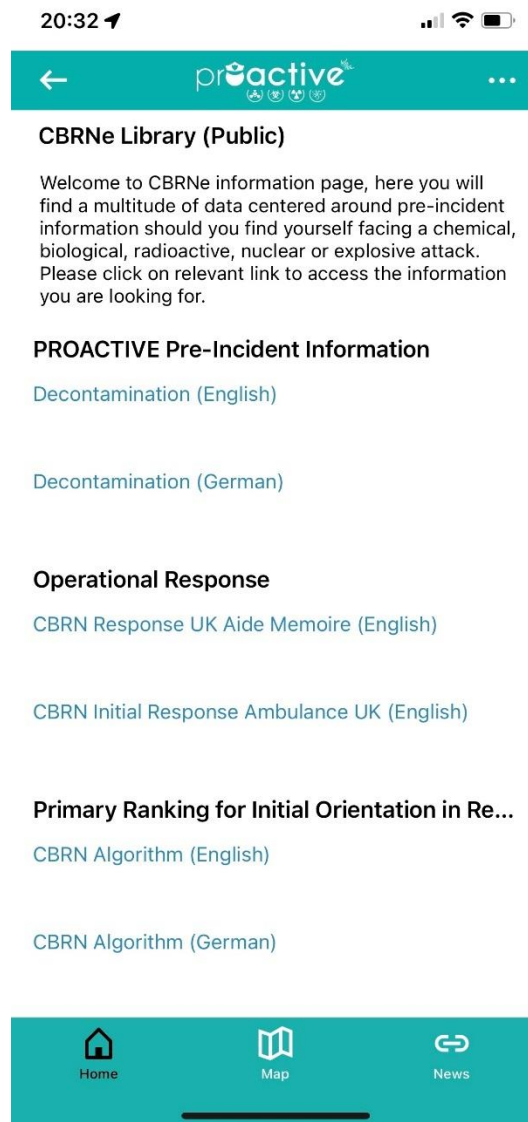 20:32
proactive
CBRNe Library (Public)
Welcome to CBRNe information page, here you will
find a multitude of data centered around pre-incident
information should you find yourself facing a chemical,
biological, radioactive, nuclear or explosive attack.
Please click on relevant link to access the information
you are looking for.
PROACTIVE Pre-Incident Information
Decontamination (English)
Decontamination (German)
Operational Response
CBRN Response UK Aide Memoire (English)
CBRN Initial Response Ambulance UK (English)
Primary Ranking for Initial Orientation in Re...
CBRN Algorithm (English)
CBRN Algorithm (German)
Home
Map
News